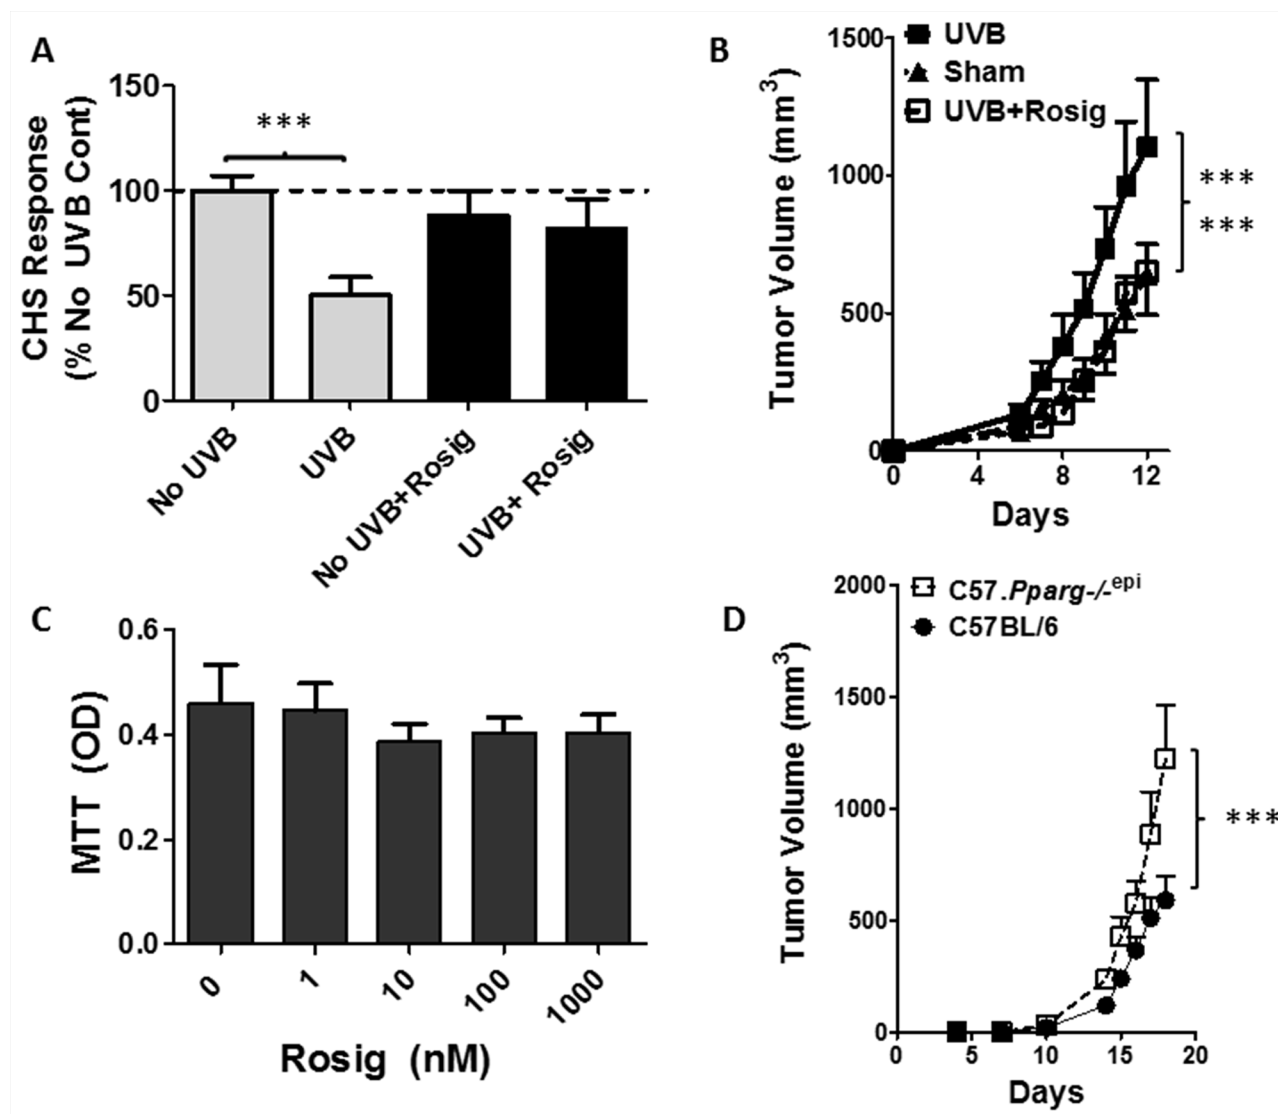 A
CHS Response
(% No UVB Cont)
150
100
50
0
***
No UVB
UVB
No UVB+Rosig
UVB+ Rosig
B
Tumor Volume (mm3)
1500
1000
500
0
UVB
Sham
UVB+Rosig
***
***
0 4 8 12
Days
C
MTT (OD)
0.6
0.4
0.2
0.0
0 1 10 100 1000
Rosig (nM)
D
Tumor Volume (mm3)
2000
1500
1000
500
0
C57.Pparg-/-epi
C57BL/6
***
0 5 10 15 20
Days